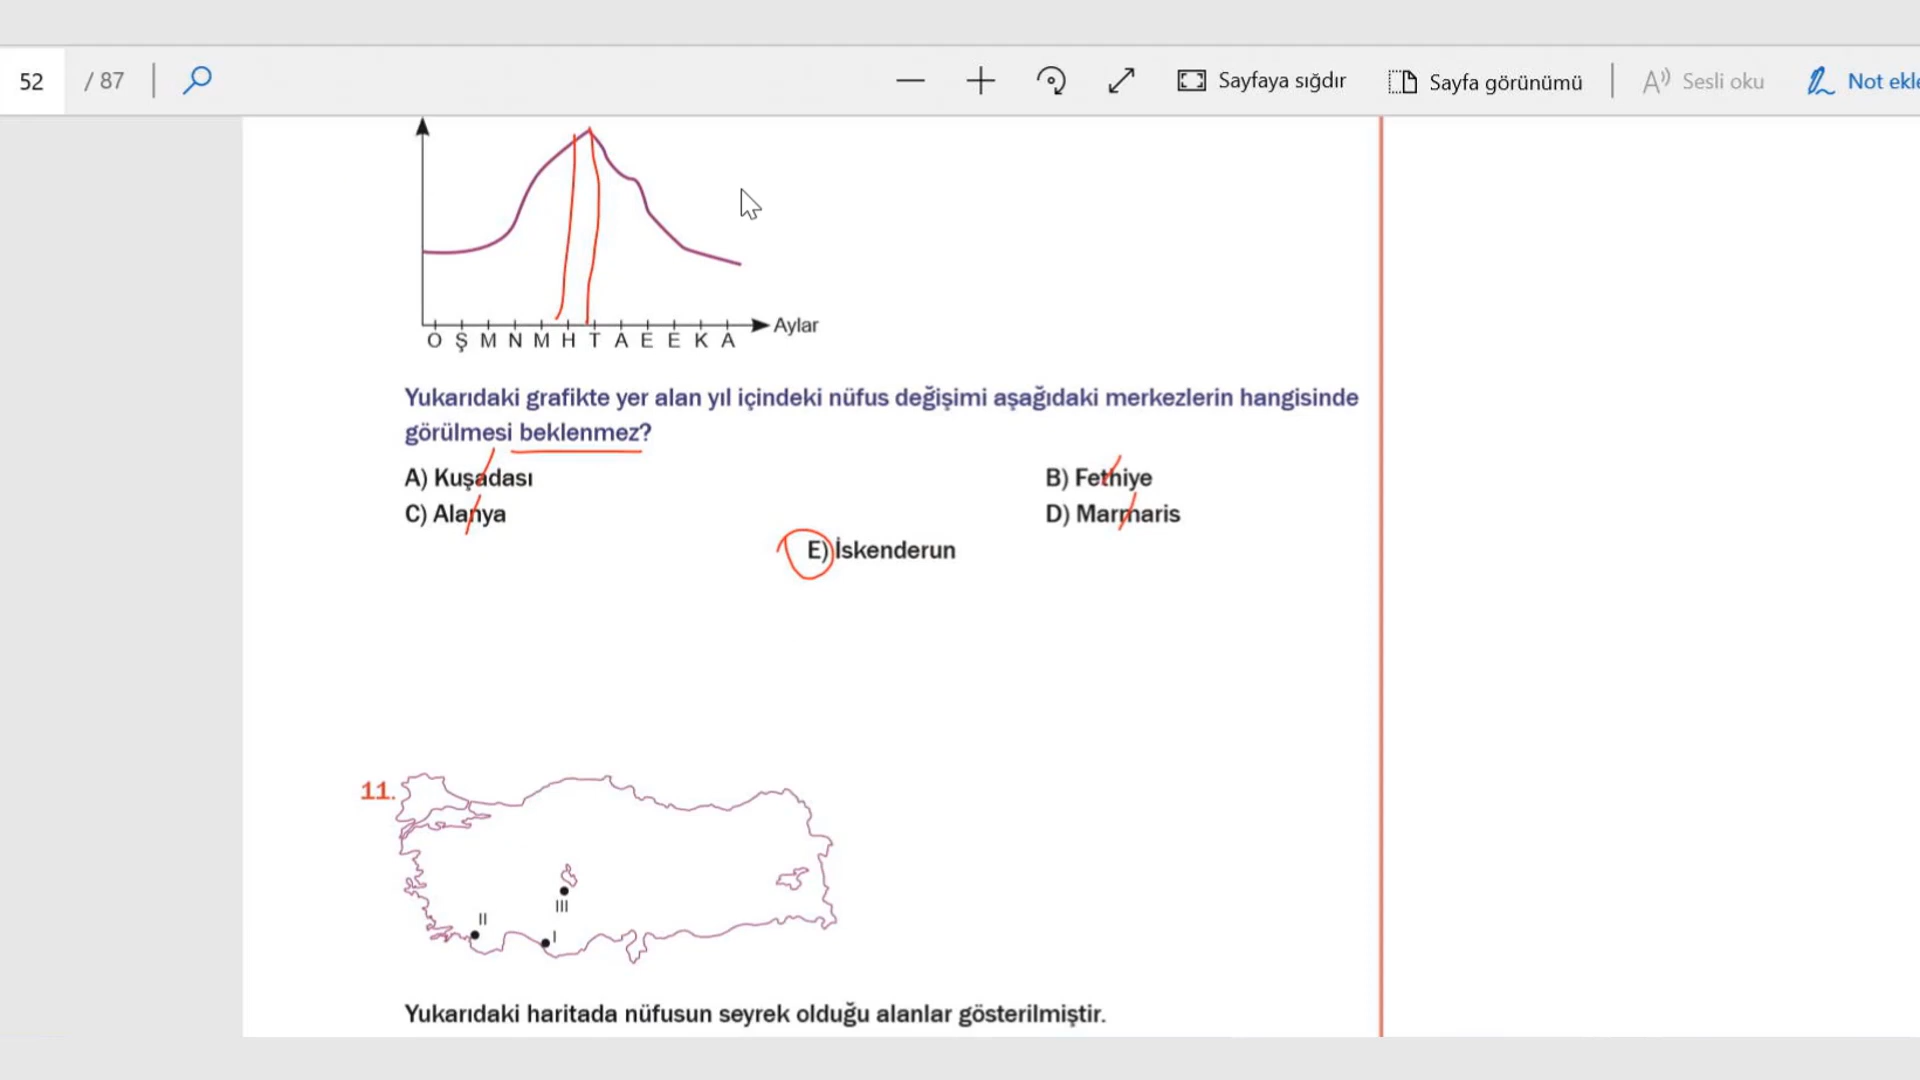 52 / 87 Sayfaya sığdır Sayfa görünümü Sesli oku Not ekle
O Ş M N M H T A E E K A Aylar
Yukarıdaki grafikte yer alan yıl içindeki nüfus değişimi aşağıdaki merkezlerin hangisinde
görülmesi beklenmez?
A) Kuşadası B) Fethiye
C) Alanya D) Marmaris
E) İskenderun
11.
III
II
I
Yukarıdaki haritada nüfusun seyrek olduğu alanlar gösterilmiştir.